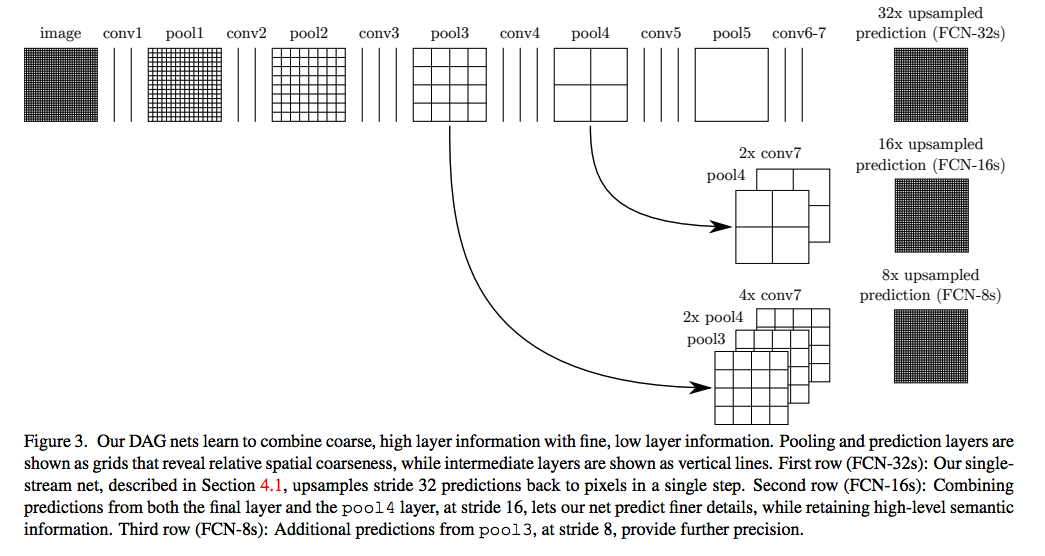 32x upsampled
image conv1 pool1 conv2 pool2 conv3 pool3 conv4 pool4 conv5 pool5 conv6-7 prediction (FCN-32s)
16x upsampled
2x conv7 prediction (FCN-16s)
pool4
8x upsampled
4x conv7 prediction (FCN-8s)
2x pool4
pool3
Figure 3. Our DAG nets learn to combine coarse, high layer information with fine, low layer information. Pooling and prediction layers are
shown as grids that reveal relative spatial coarseness, while intermediate layers are shown as vertical lines. First row (FCN-32s): Our single-
stream net, described in Section 4.1, upsamples stride 32 predictions back to pixels in a single step. Second row (FCN-16s): Combining
predictions from both the final layer and the pool4 layer, at stride 16, lets our net predict finer details, while retaining high-level semantic
information. Third row (FCN-8s): Additional predictions from pool3, at stride 8, provide further precision.